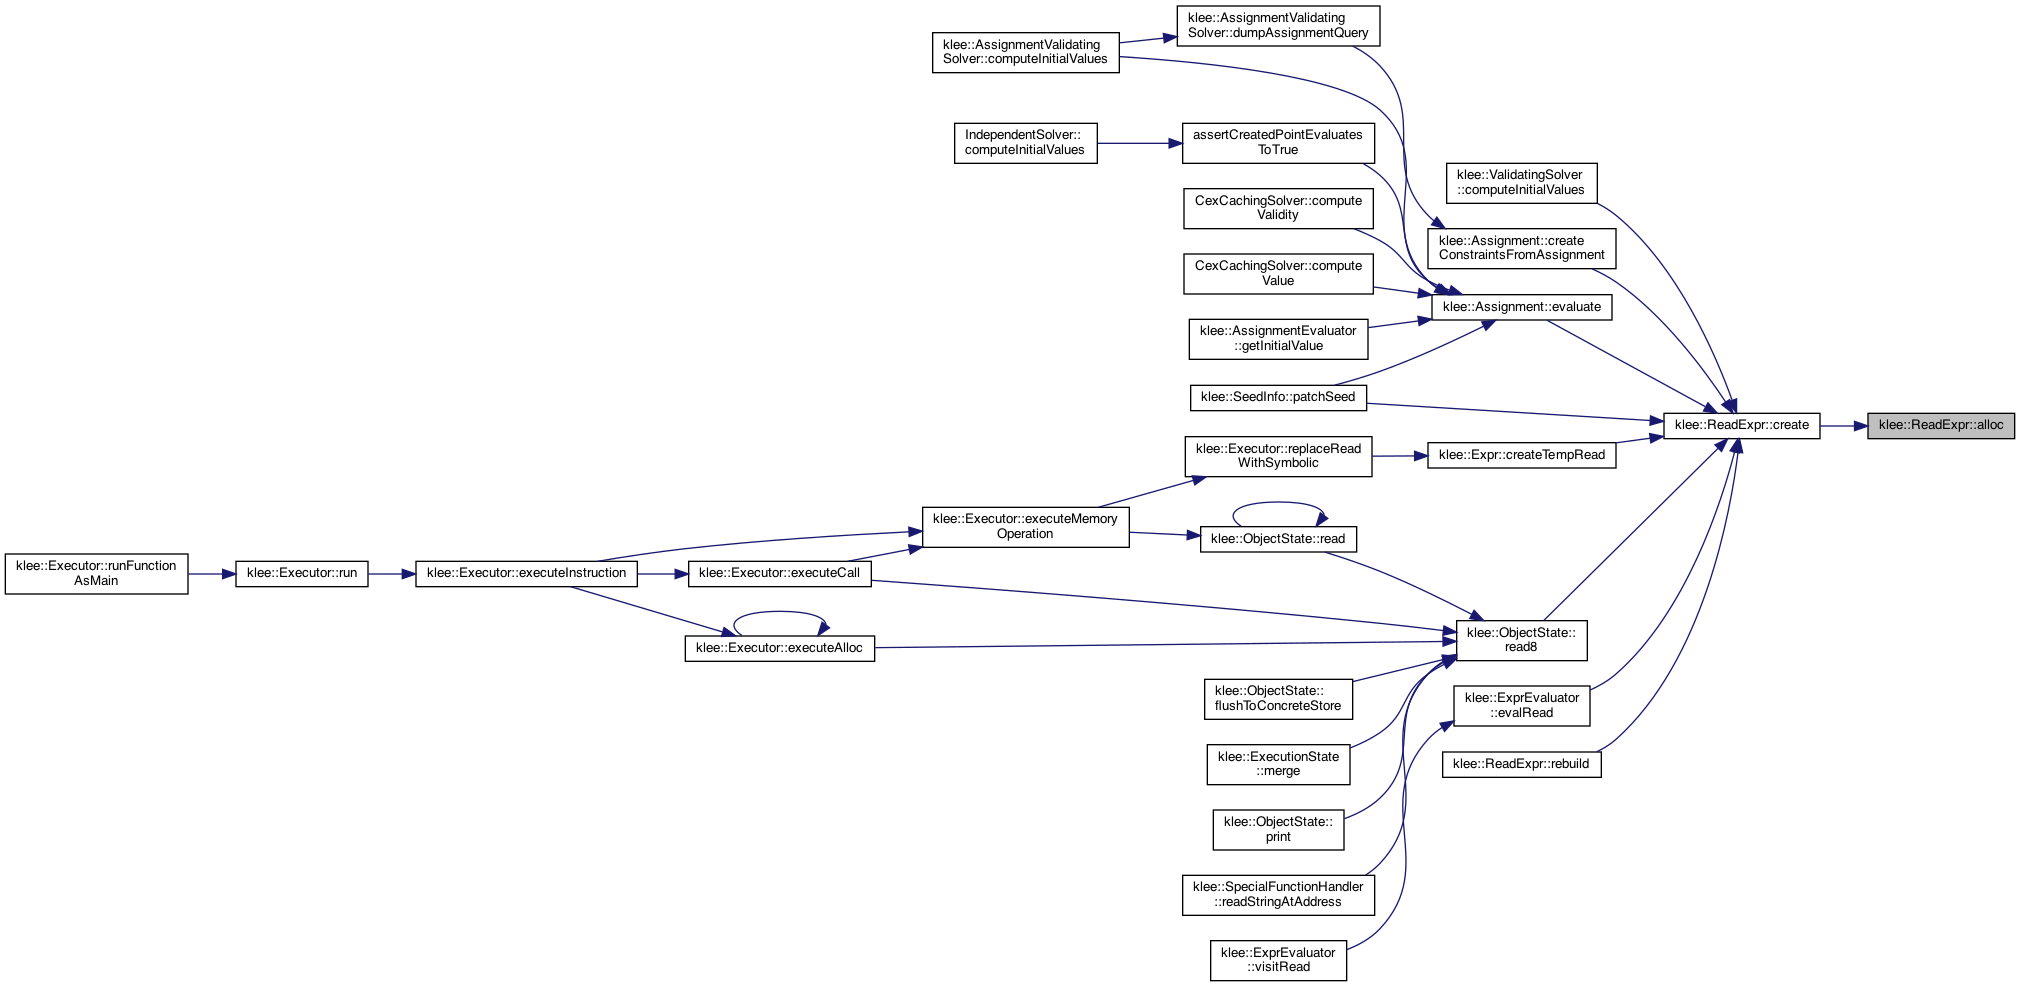 klee::AssignmentValidating
Solver::dumpAssignmentQuery
klee::AssignmentValidating
Solver::computeInitialValues
IndependentSolver::
computeInitialValues
assertCreatedPointEvaluates
ToTrue
klee::ValidatingSolver
::computeInitialValues
CexCachingSolver::compute
Validity
klee::Assignment::create
ConstraintsFromAssignment
CexCachingSolver::compute
Value
klee::Assignment::evaluate
klee::AssignmentEvaluator
::getInitialValue
klee::SeedInfo::patchSeed
klee::ReadExpr::create
klee::ReadExpr::alloc
klee::Executor::replaceRead
WithSymbolic
klee::Expr::createTempRead
klee::Executor::executeMemory
Operation
klee::ObjectState::read
klee::Executor::runFunction
AsMain
klee::Executor::run
klee::Executor::executeInstruction
klee::Executor::executeCall
klee::Executor::executeAlloc
klee::ObjectState::
read8
klee::ObjectState::
flushToConcreteStore
klee::ExprEvaluator
::evalRead
klee::ExecutionState
::merge
klee::ReadExpr::rebuild
klee::ObjectState::
print
klee::SpecialFunctionHandler
::readStringAtAddress
klee::ExprEvaluator
::visitRead